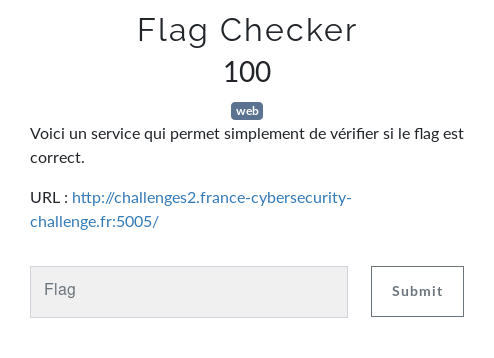 Flag Checker
100
web
Voici un service qui permet simplement de vérifier si le flag est
correct.
URL : http://challenges2.france-cybersecurity-
challenge.fr:5005/
Flag
Submit